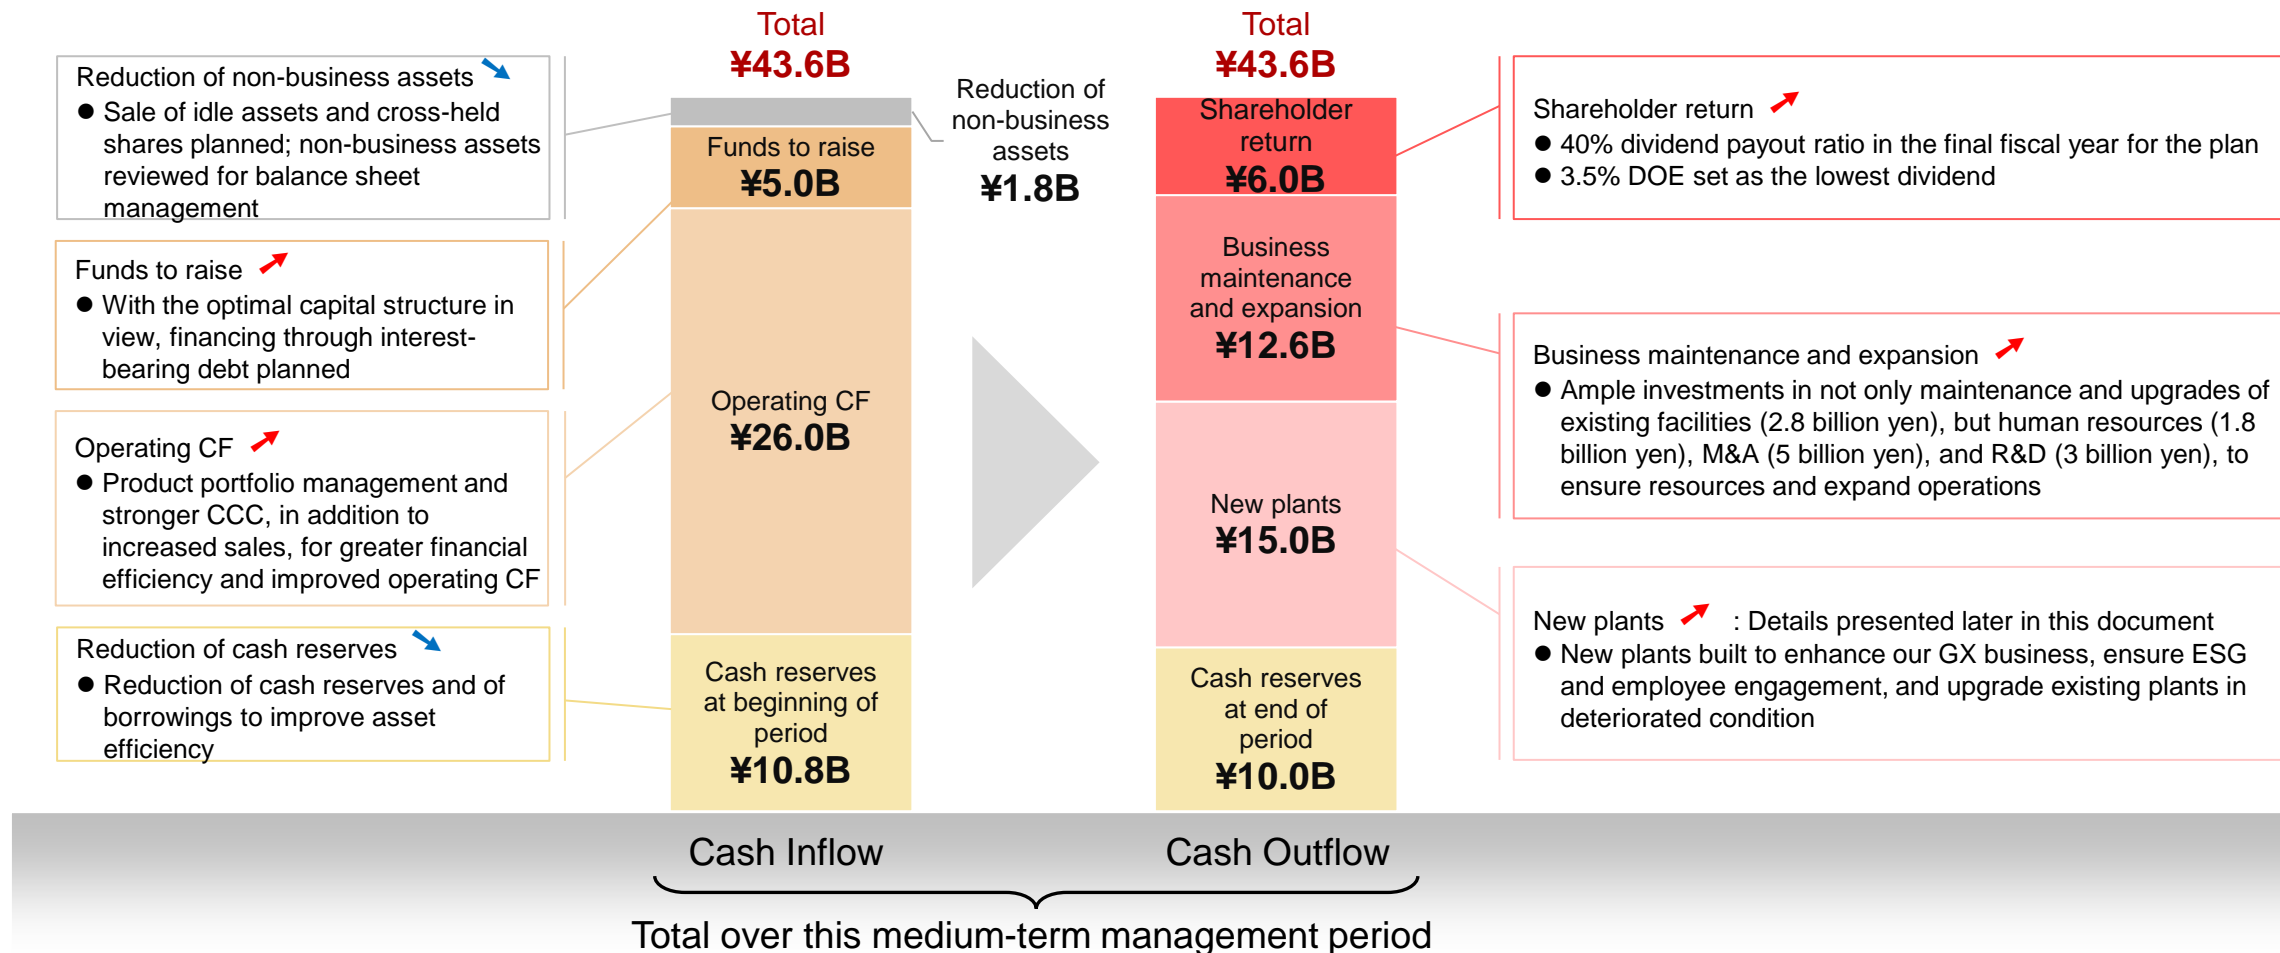 Reduction of non-business assets
● Sale of idle assets and cross-held
shares planned; non-business assets
reviewed for balance sheet
management
Funds to raise
● With the optimal capital structure in
view, financing through interest-
bearing debt planned
Operating CF
● Product portfolio management and
stronger CCC, in addition to
increased sales, for greater financial
efficiency and improved operating CF
Reduction of cash reserves
● Reduction of cash reserves and of
borrowings to improve asset
efficiency
Total
¥43.6B
Reduction of
non-business
assets
¥1.8B
Funds to raise
¥5.0B
Operating CF
¥26.0B
Cash reserves
at beginning of
period
¥10.8B
Total
¥43.6B
Shareholder
return
¥6.0B
Business
maintenance
and expansion
¥12.6B
New plants
¥15.0B
Cash reserves
at end of
period
¥10.0B
Shareholder return
● 40% dividend payout ratio in the final fiscal year for the plan
● 3.5% DOE set as the lowest dividend
Business maintenance and expansion
● Ample investments in not only maintenance and upgrades of
existing facilities (2.8 billion yen), but human resources (1.8
billion yen), M&A (5 billion yen), and R&D (3 billion yen), to
ensure resources and expand operations
New plants : Details presented later in this document
● New plants built to enhance our GX business, ensure ESG
and employee engagement, and upgrade existing plants in
deteriorated condition
Cash Inflow
Cash Outflow
Total over this medium-term management period